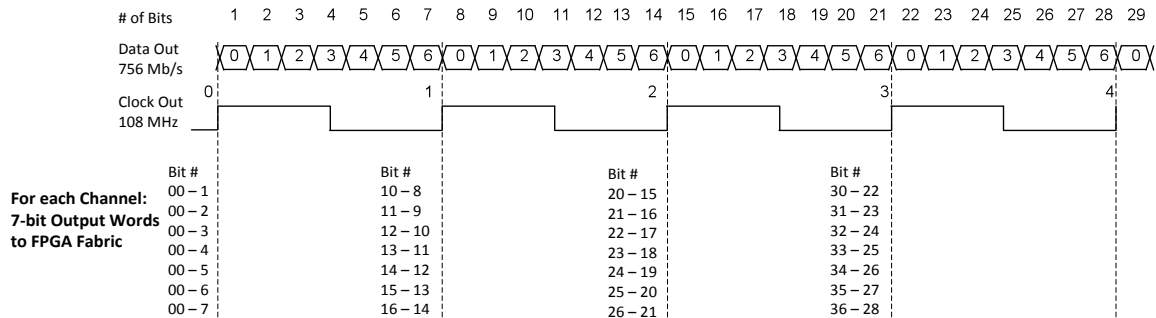 # of Bits 1 2 3 4 5 6 7 8 9 10 11 12 13 14 15 16 17 18 19 20 21 22 23 24 25 26 27 28 29
Data Out
756 Mb/s
0 1 2 3 4 5 6 0 1 2 3 4 5 6 0 1 2 3 4 5 6 0 1 2 3 4 5 6 0
0 1 2 3 4
Clock Out
108 MHz
For each Channel:
7-bit Output Words
to FPGA Fabric
Bit #
00 – 1
00 – 2
00 – 3
00 – 4
00 – 5
00 – 6
00 – 7
Bit #
10 – 8
11 – 9
12 – 10
13 – 11
14 – 12
15 – 13
16 – 14
Bit #
20 – 15
21 – 16
22 – 17
23 – 18
24 – 19
25 – 20
26 – 21
Bit #
30 – 22
31 – 23
32 – 24
33 – 25
34 – 26
35 – 27
36 – 28